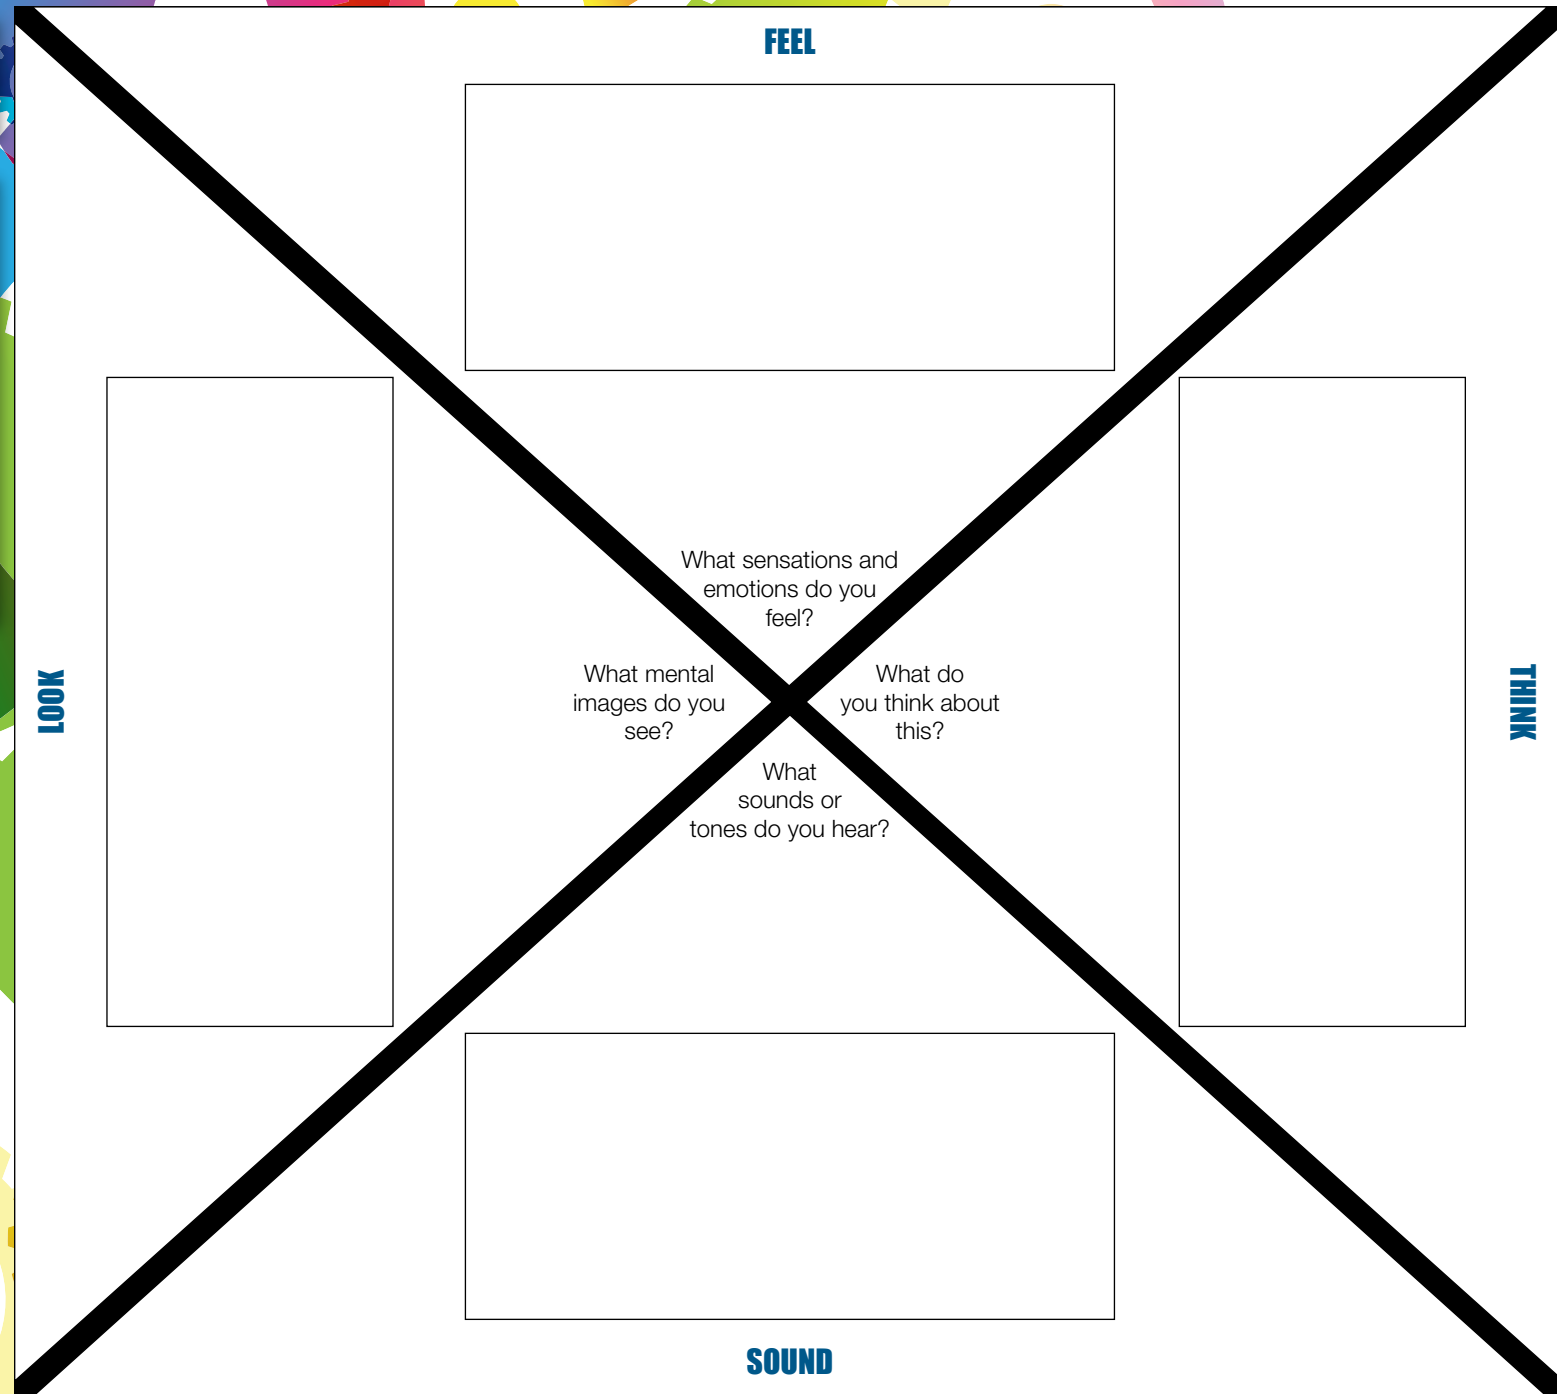 FEEL
What sensations and
emotions do you
feel?
LOOK
What mental
images do you
see?
What do
you think about
this?
THINK
What
sounds or
tones do you hear?
SOUND